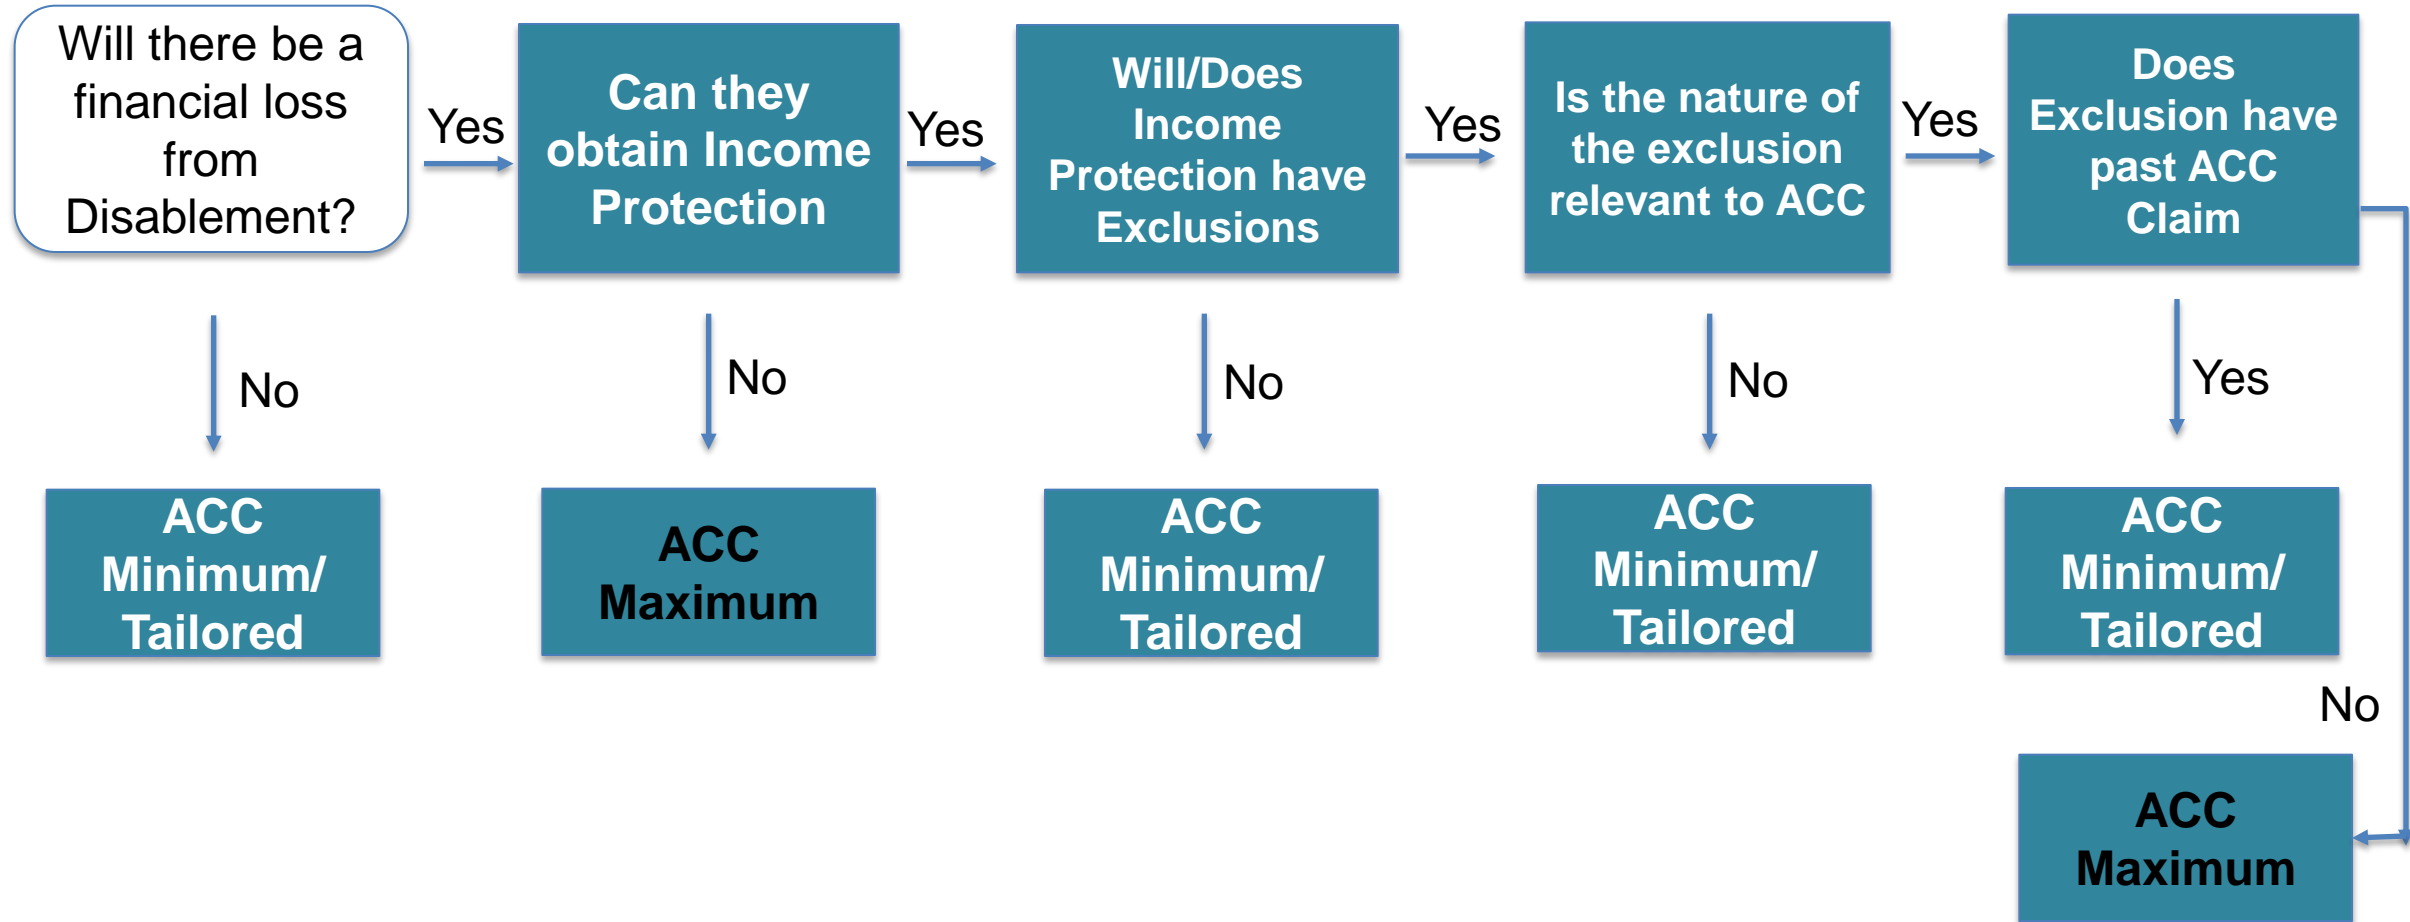 Will there be a
financial loss
from
Disablement?
Yes
Can they
obtain Income
Protection
Yes
Will/Does
Income
Protection have
Exclusions
Yes
Is the nature of
the exclusion
relevant to ACC
Yes
Does
Exclusion have
past ACC
Claim
No
No
No
No
Yes
ACC
Minimum/
Tailored
ACC
Maximum
ACC
Minimum/
Tailored
ACC
Minimum/
Tailored
ACC
Minimum/
Tailored
No
ACC
Maximum